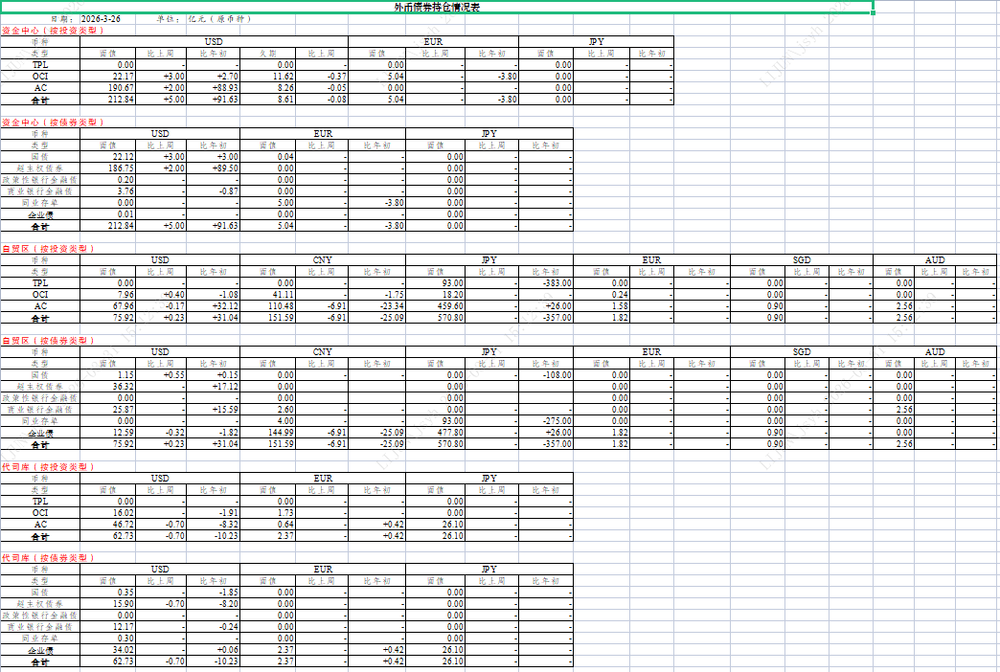 外币债券持仓情况表
日期： 2026-3-26 单位：亿元（原币种）
资金中心（按投资类型）
币种 USD EUR JPY
类型 面值 比上周 比年初 久期 比上周 面值 比上周 比年初 面值 比上周 比年初
TPL 0.00 - - 0.00 - 0.00 - - 0.00 - -
OCI 22.17 +3.00 +2.70 11.62 -0.37 5.04 - -3.80 0.00 - -
AC 190.67 +2.00 +88.93 8.26 -0.05 0.00 - - 0.00 - -
合计 212.84 +5.00 +91.63 8.61 -0.08 5.04 - -3.80 0.00 - -
资金中心（按债券类型）
币种 USD EUR JPY
类型 面值 比上周 比年初 面值 比上周 比年初 面值 比上周 比年初
国债 22.12 +3.00 +3.00 0.04 - - 0.00 - -
超主权债券 186.75 +2.00 +89.50 0.00 - - 0.00 - -
政策性银行金融债 0.20 - - 0.00 - - 0.00 - -
商业银行金融债 3.76 - -0.87 0.00 - - 0.00 - -
同业存单 0.00 - - 5.00 - -3.80 0.00 - -
企业债 0.01 - - 0.00 - - 0.00 - -
合计 212.84 +5.00 +91.63 5.04 - -3.80 0.00 - -
自贸区（按投资类型）
币种 USD CNY JPY EUR SGD AUD
类型 面值 比上周 比年初 面值 比上周 比年初 面值 比上周 比年初 面值 比上周 比年初 面值 比上周 比年初 面值 比上周 比年初
TPL 0.00 - - 0.00 - - 93.00 - -383.00 0.00 - - 0.00 - - 0.00 - -
OCI 7.96 +0.40 -1.08 41.11 - -1.75 18.20 - - 0.24 - - 0.00 - - 0.00 - -
AC 67.96 -0.17 +32.12 110.48 -6.91 -23.34 459.60 - +26.00 1.58 - - 0.90 - - 2.56 - -
合计 75.92 +0.23 +31.04 151.59 -6.91 -25.09 570.80 - -357.00 1.82 - - 0.90 - - 2.56 - -
自贸区（按债券类型）
币种 USD CNY JPY EUR SGD AUD
类型 面值 比上周 比年初 面值 比上周 比年初 面值 比上周 比年初 面值 比上周 比年初 面值 比上周 比年初 面值 比上周 比年初
国债 1.15 +0.55 +0.15 0.00 - - 0.00 - -108.00 0.00 - - 0.00 - - 0.00 - -
超主权债券 36.32 - +17.12 0.00 0.00 - - 0.00 - - 0.00 - - 0.00 - -
政策性银行金融债 0.00 - - 0.00 0.00 - - 0.00 - - 0.00 - - 0.00 - -
商业银行金融债 25.87 - +15.59 2.60 - - 0.00 - - 0.00 - - 0.00 - - 2.56 - -
同业存单 0.00 - - 4.00 - - 93.00 - -275.00 0.00 - - 0.00 - - 0.00 - -
企业债 12.59 -0.32 -1.82 144.99 -6.91 -25.09 477.80 - +26.00 1.82 - - 0.90 - - 0.00 - -
合计 75.92 +0.23 +31.04 151.59 -6.91 -25.09 570.80 - -357.00 1.82 - - 0.90 - - 2.56 - -
代司库（按投资类型）
币种 USD EUR JPY
类型 面值 比上周 比年初 面值 比上周 比年初 面值 比上周 比年初
TPL 0.00 - - 0.00 - - 0.00 - -
OCI 16.02 - -1.91 1.73 - - 0.00 - -
AC 46.72 -0.70 -8.32 0.64 - +0.42 26.10 - -
合计 62.73 -0.70 -10.23 2.37 - +0.42 26.10 - -
代司库（按债券类型）
币种 USD EUR JPY
类型 面值 比上周 比年初 面值 比上周 比年初 面值 比上周 比年初
国债 0.35 - -1.85 0.00 - - 0.00 - -
超主权债券 15.90 -0.70 -8.20 0.00 - - 0.00 - -
政策性银行金融债 0.00 - - 0.00 - - 0.00 - -
商业银行金融债 12.17 - -0.24 0.00 - - 0.00 - -
同业存单 0.30 - - 0.00 - - 0.00 - -
企业债 34.02 - +0.06 2.37 - +0.42 26.10 - -
合计 62.73 -0.70 -10.23 2.37 - +0.42 26.10 - -